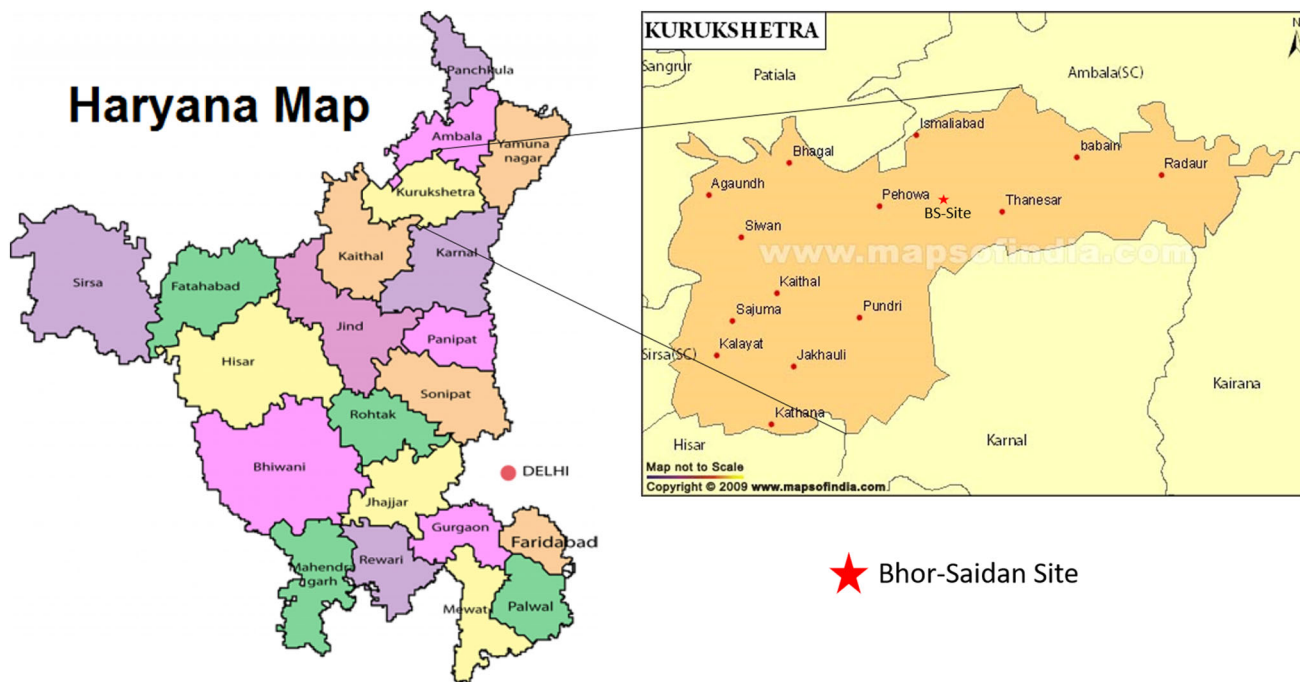 Haryana Map
Panchkula
Ambala
Yamuna
nagar
Kurukshetra
Kaithal
Karnal
Sirsa
Fatahabad
Jind
Hisar
Panipat
Sonipat
Rohtak
Bhiwani
DELHI
Jhajjar
Gurgaon
Faridabad
Mahendr
garh
Rewari
Mewat
Palwal
KURUKSHETRA
N
Sangrur
Patiala
Ambala(SC)
Ismaliabad
babain
Bhagal
Radaur
Agaundh
Pehowa
BS-Site
Thanesar
Siwan
www.mapsofindia.com
Kaithal
Sajuma
Pundri
Sirsa(SC)
Kalayat
Jakhauli
Kairana
Kathana
Hisar
Karnal
Map not to Scale
Copyright © 2009 www.mapsofindia.com
Bhor-Saidan Site